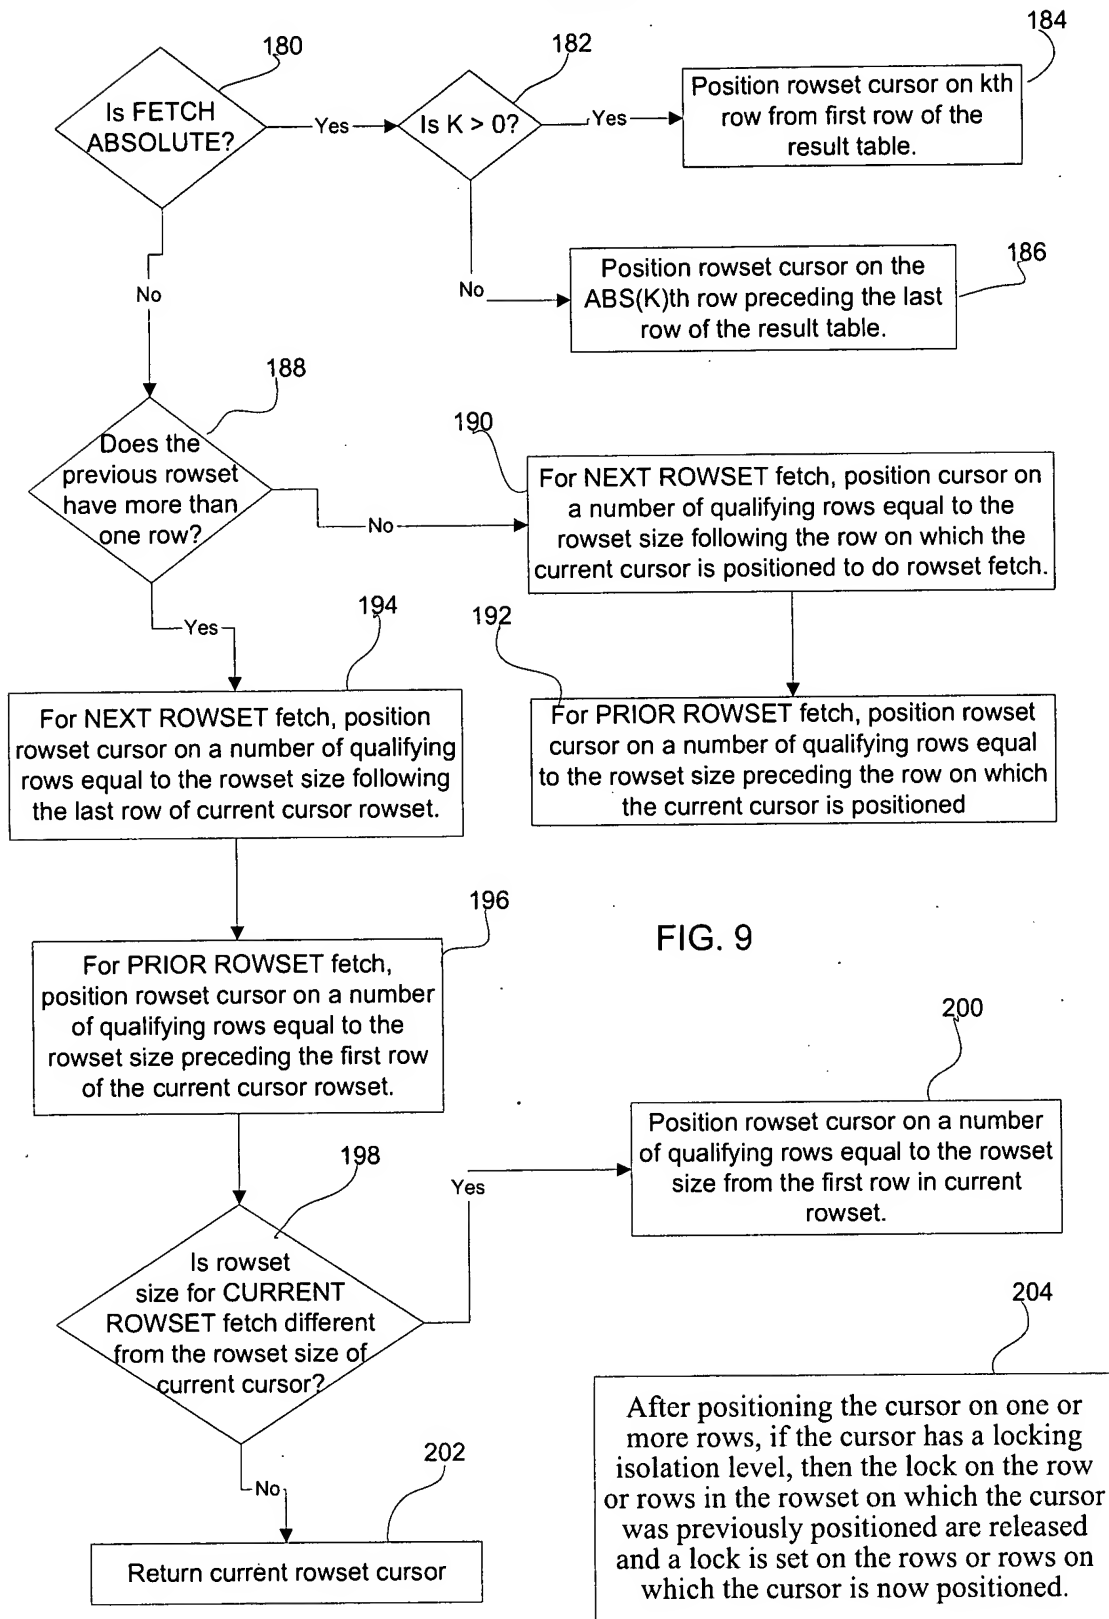 180
182
184
Is FETCH
ABSOLUTE?
Yes
Is K > 0?
Yes
Position rowset cursor on kth
row from first row of the
result table.
No
No
186
Position rowset cursor on the
ABS(K)th row preceding the last
row of the result table.
188
Does the
previous rowset
have more than
one row?
No
190
For NEXT ROWSET fetch, position cursor on
a number of qualifying rows equal to the
rowset size following the row on which the
current cursor is positioned to do rowset fetch.
Yes
192
For PRIOR ROWSET fetch, position rowset
cursor on a number of qualifying rows equal
to the rowset size preceding the row on which
the current cursor is positioned
194
For NEXT ROWSET fetch, position
rowset cursor on a number of qualifying
rows equal to the rowset size following
the last row of current cursor rowset.
196
For PRIOR ROWSET fetch,
position rowset cursor on a number
of qualifying rows equal to the
rowset size preceding the first row
of the current cursor rowset.
FIG. 9
198
Is rowset
size for CURRENT
ROWSET fetch different
from the rowset size of
current cursor?
Yes
200
Position rowset cursor on a number
of qualifying rows equal to the rowset
size from the first row in current
rowset.
No
202
Return current rowset cursor
204
After positioning the cursor on one or
more rows, if the cursor has a locking
isolation level, then the lock on the row
or rows in the rowset on which the cursor
was previously positioned are released
and a lock is set on the rows or rows on
which the cursor is now positioned.